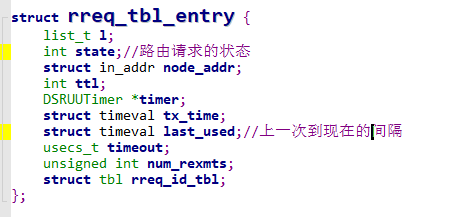 struct rreq_tbl_entry {
list_t l;
int state;//路由请求的状态
struct in_addr node_addr;
int ttl;
DSRUUTimer *timer;
struct timeval tx_time;
struct timeval last_used;//上一次到现在的间隔
usecs_t timeout;
unsigned int num_rexmts;
struct tbl rreq_id_tbl;
};